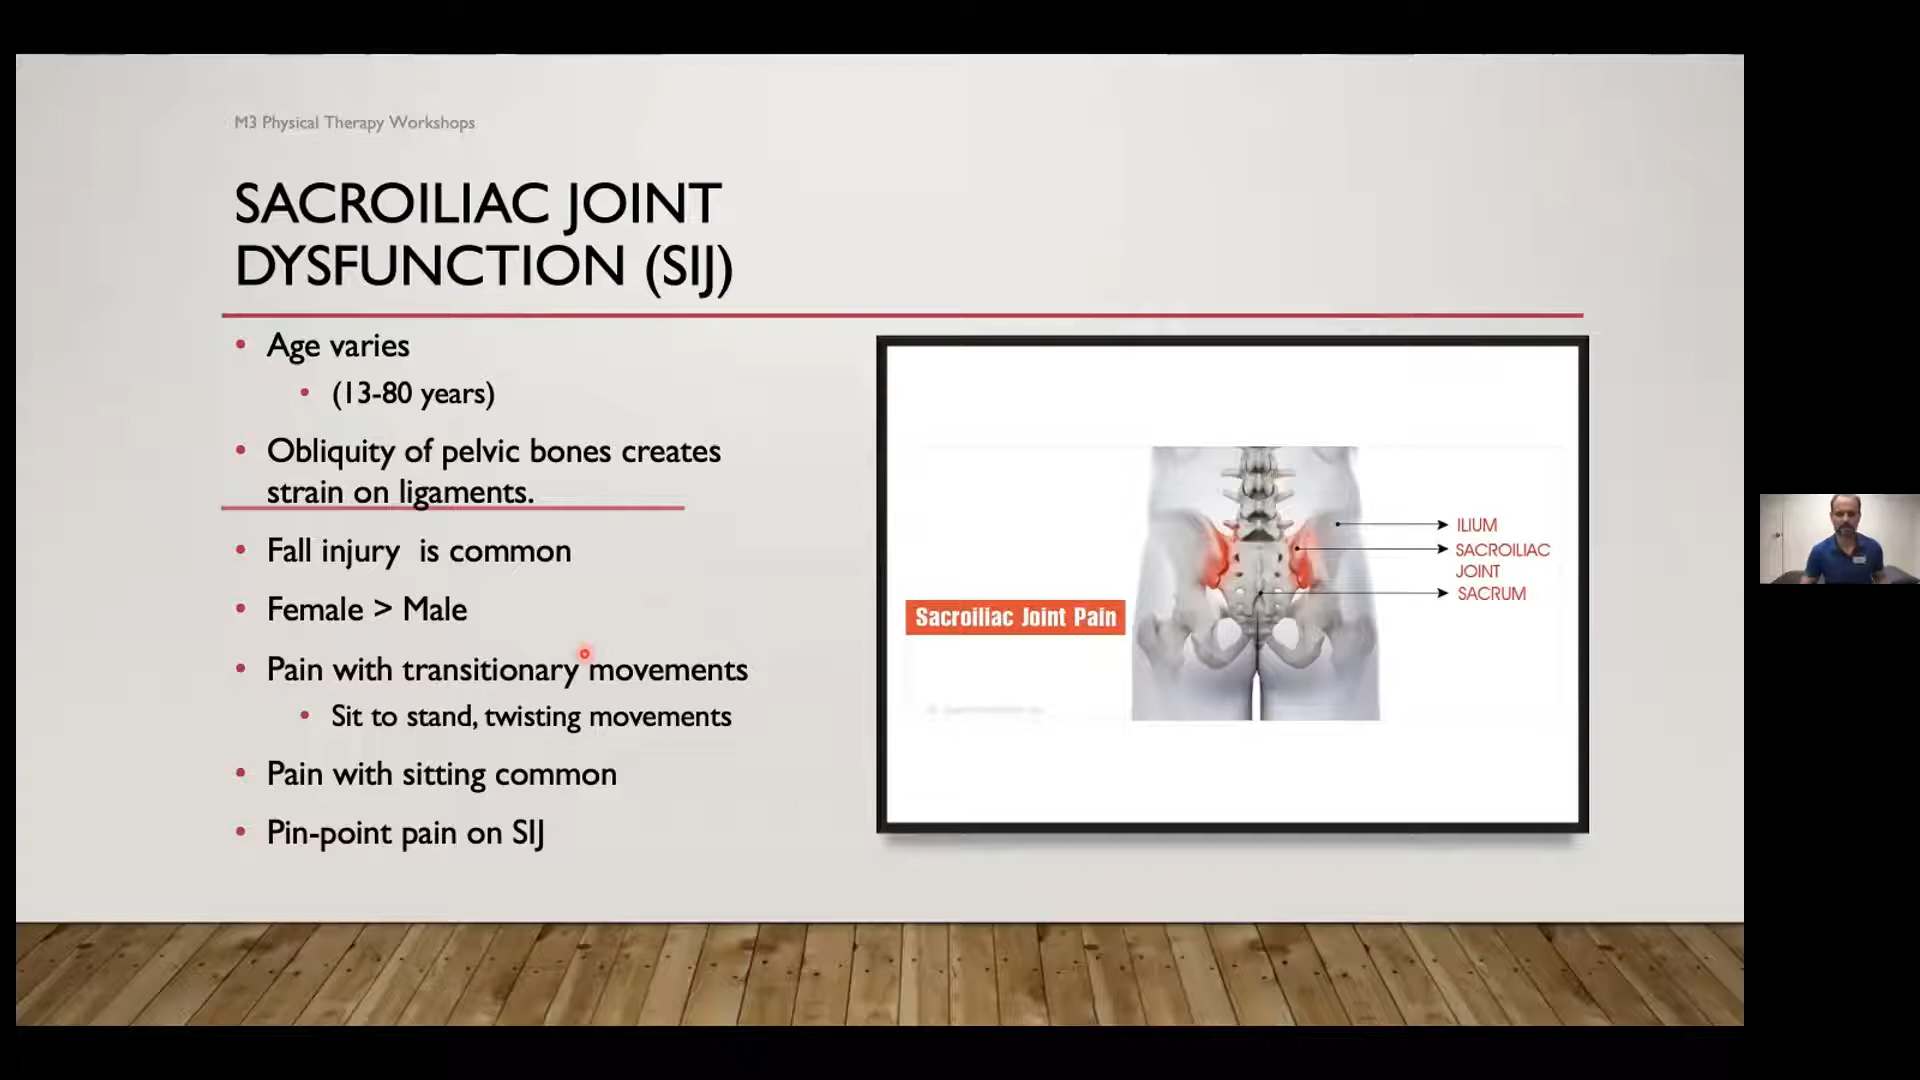 M3 Physical Therapy Workshops
SACROILIAC JOINT
DYSFUNCTION (SIJ)
• Age varies
• (13-80 years)
• Obliquity of pelvic bones creates
strain on ligaments.
• Fall injury is common
• Female > Male
• Pain with transitionary movements
• Sit to stand, twisting movements
• Pain with sitting common
• Pin-point pain on SIJ
Sacroiliac Joint Pain
ILIUM
SACROILIAC
JOINT
SACRUM